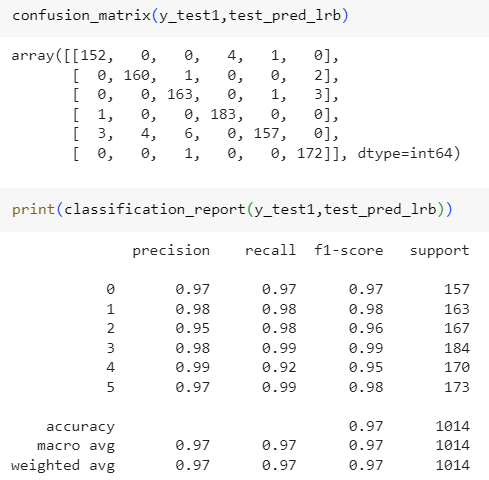 confusion_matrix(y_test1,test_pred_lrb)
array([[152,   0,   0,   4,   1,   0],
       [  0, 160,   1,   0,   0,   2],
       [  0,   0, 163,   0,   1,   3],
       [  1,   0,   0, 183,   0,   0],
       [  3,   4,   6,   0, 157,   0],
       [  0,   0,   1,   0,   0, 172]], dtype=int64)
print(classification_report(y_test1,test_pred_lrb))
              precision    recall  f1-score   support
           0       0.97      0.97      0.97       157
           1       0.98      0.98      0.98       163
           2       0.95      0.98      0.96       167
           3       0.98      0.99      0.99       184
           4       0.99      0.92      0.95       170
           5       0.97      0.99      0.98       173
    accuracy                           0.97      1014
   macro avg       0.97      0.97      0.97      1014
weighted avg       0.97      0.97      0.97      1014